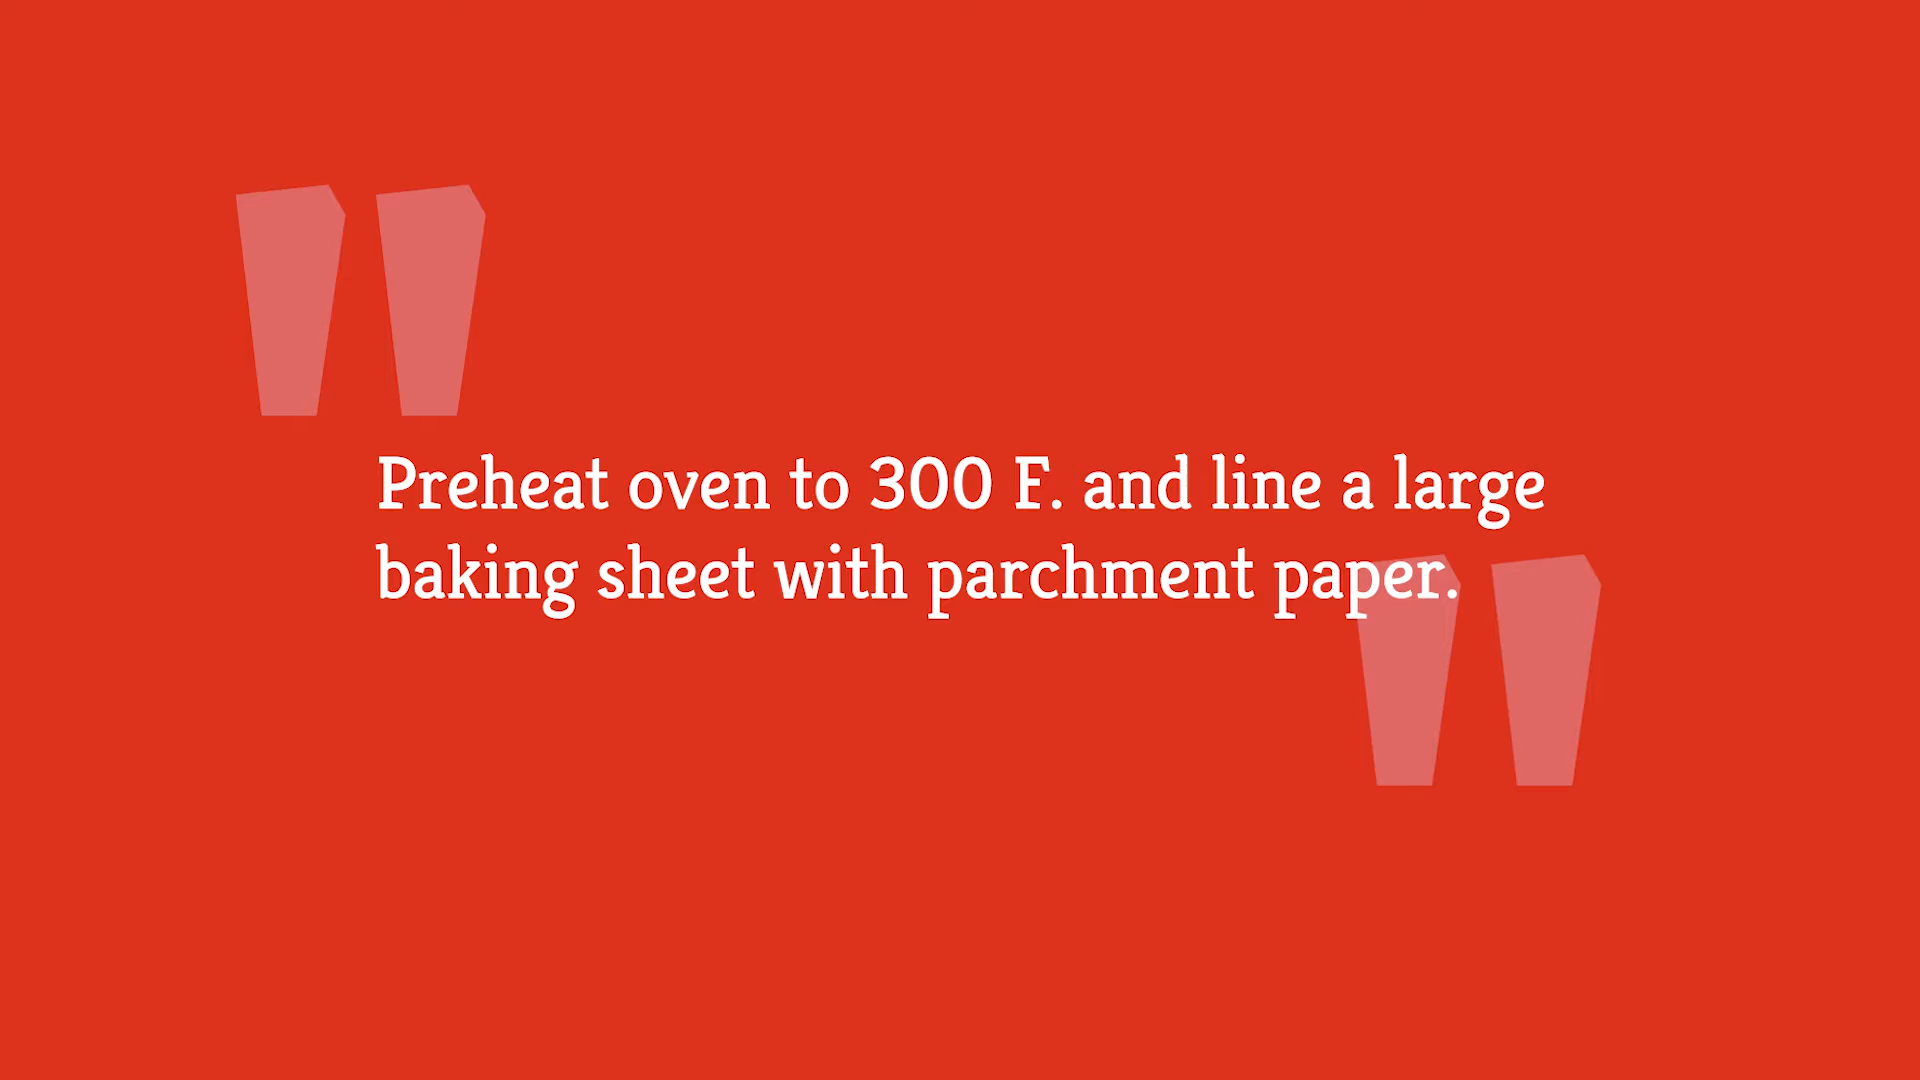 Preheat oven to 300 F. and line a large
baking sheet with parchment paper.